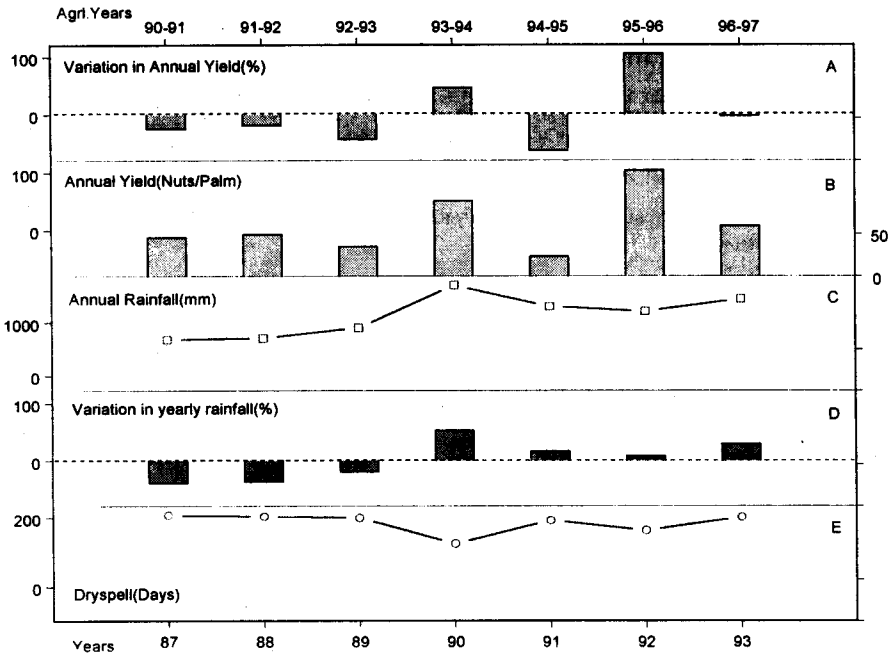 Agrl.Years
90-91 91-92 92-93 93-94 94-95 95-96 96-97
100
Variation in Annual Yield(%)
A
0
100
Annual Yield(Nuts/Palm)
B
0
50
0
Annual Rainfall(mm)
C
1000
0
100
Variation in yearly rainfall(%)
D
0
200
E
0
Dryspell(Days)
Years
87 88 89 90 91 92 93